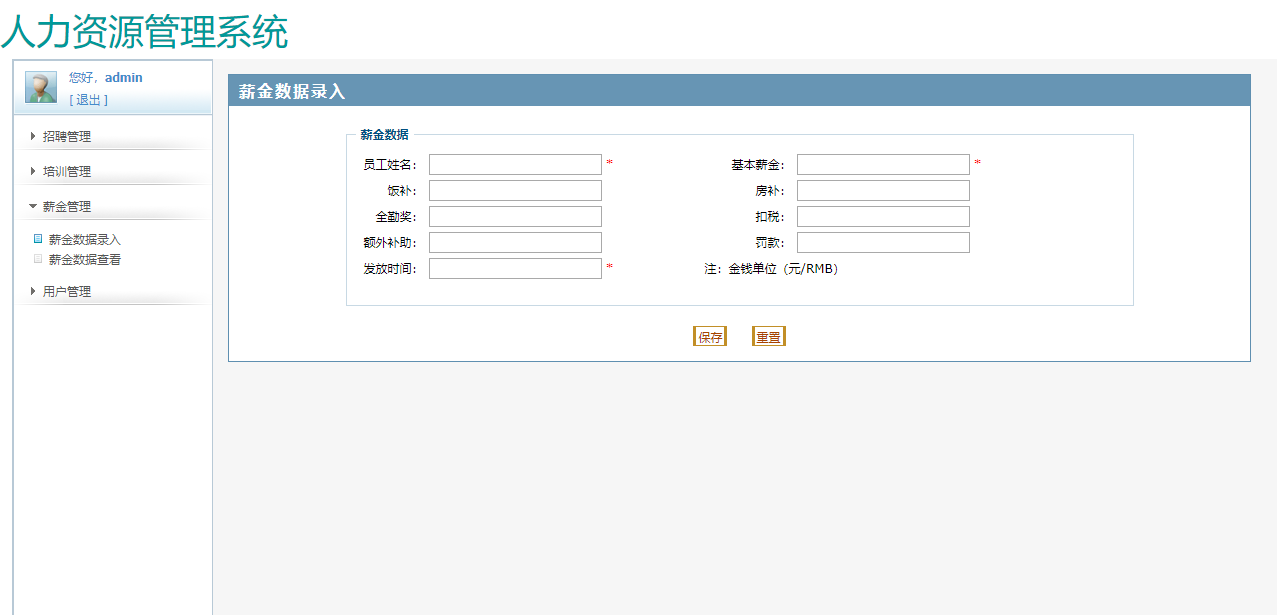 人力资源管理系统
您好，admin
[ 退出 ]
招聘管理
培训管理
薪金管理
薪金数据录入
薪金数据查看
用户管理
薪金数据录入
薪金数据
员工姓名： * 基本薪金： *
饭补： 房补：
全勤奖： 扣税：
额外补助： 罚款：
发放时间： * 注：金钱单位（元/RMB）
保存 重置